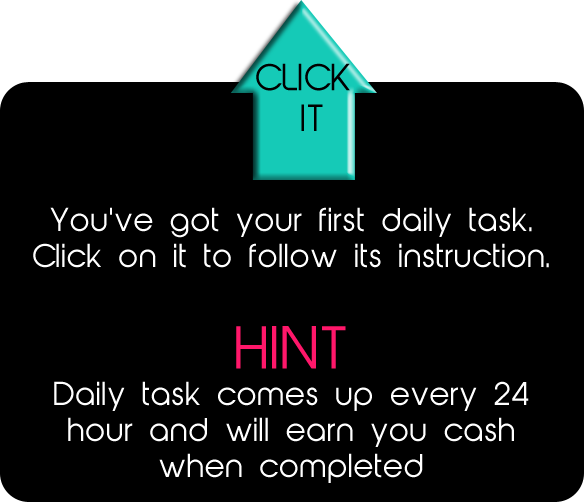 CLICK
IT
You've got your first daily task.
Click on it to follow its instruction.
HINT
Daily task comes up every 24
hour and will earn you cash
when completed